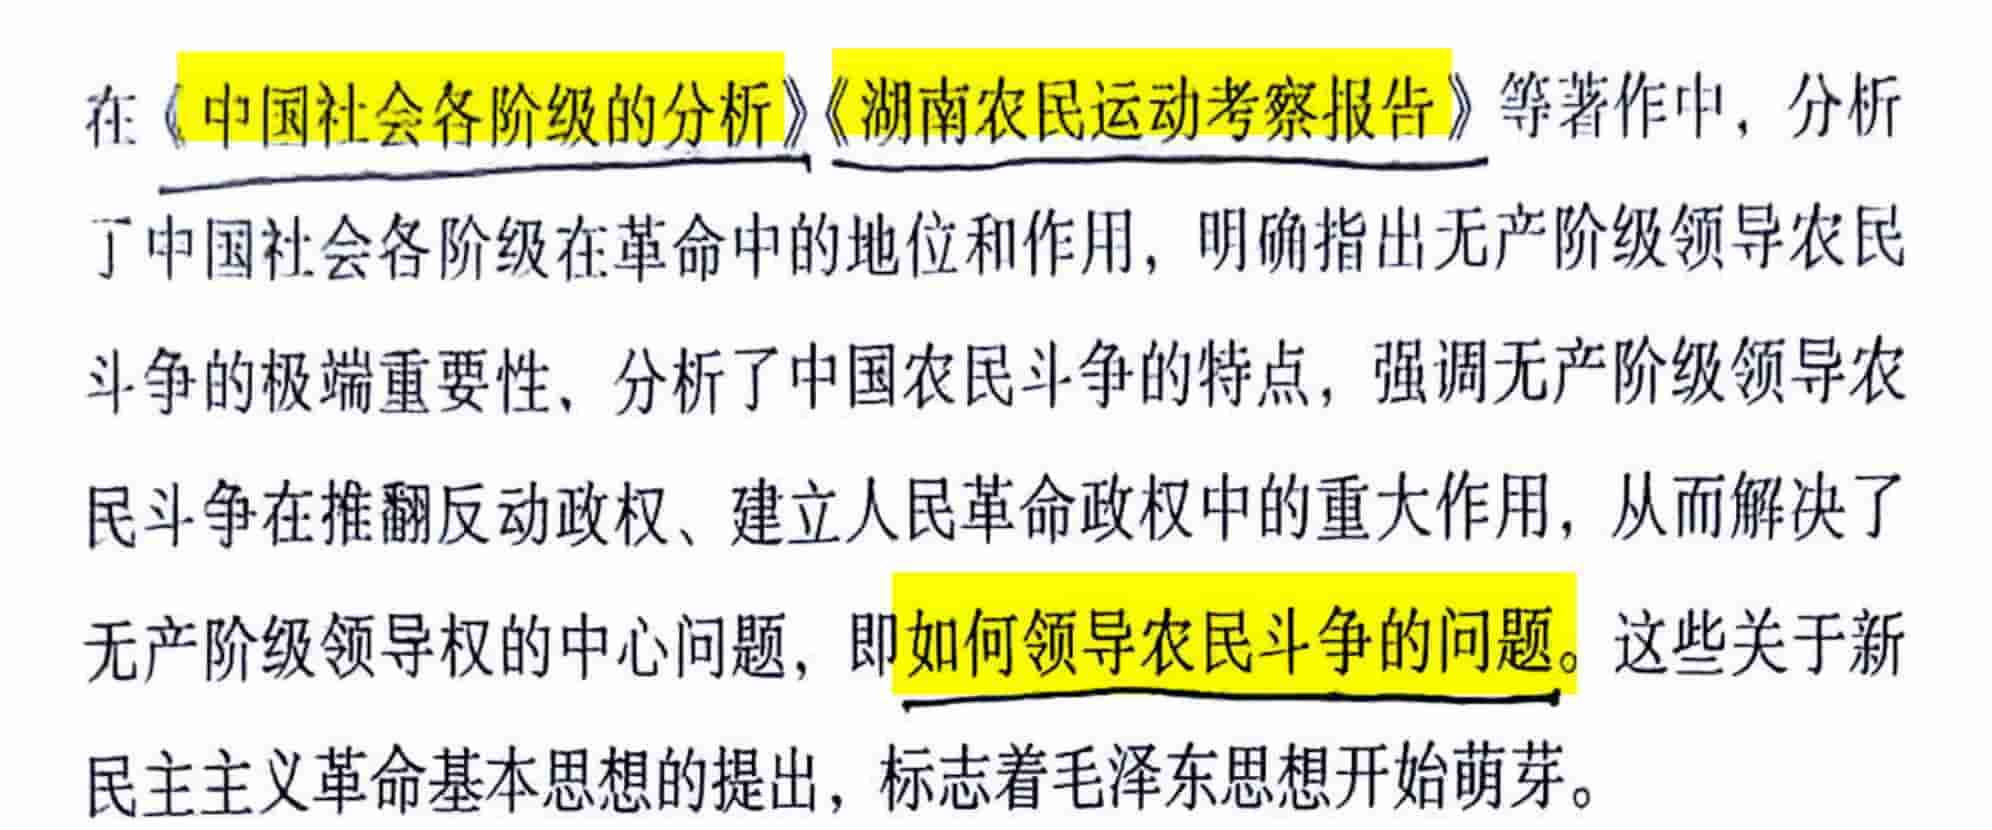 在《中国社会各阶级的分析》《湖南农民运动考察报告》等著作中，分析
了中国社会各阶级在革命中的地位和作用，明确指出无产阶级领导农民
斗争的极端重要性，分析了中国农民斗争的特点，强调无产阶级领导农
民斗争在推翻反动政权、建立人民革命政权中的重大作用，从而解决了
无产阶级领导权的中心问题，即如何领导农民斗争的问题。这些关于新
民主主义革命基本思想的提出，标志着毛泽东思想开始萌芽。